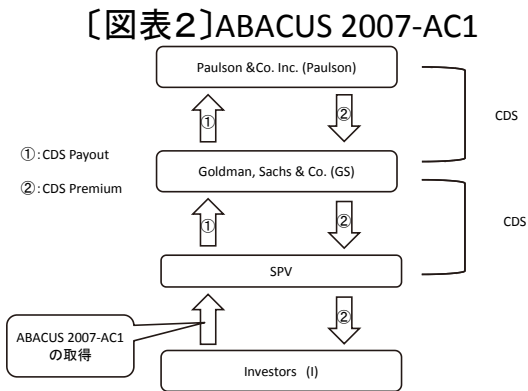 〔図表2〕ABACUS 2007-AC1
Paulson &Co. Inc. (Paulson)
①
②
CDS
①:CDS Payout
②:CDS Premium
Goldman, Sachs & Co. (GS)
①
②
CDS
SPV
②
ABACUS 2007-AC1
の取得
Investors (I)